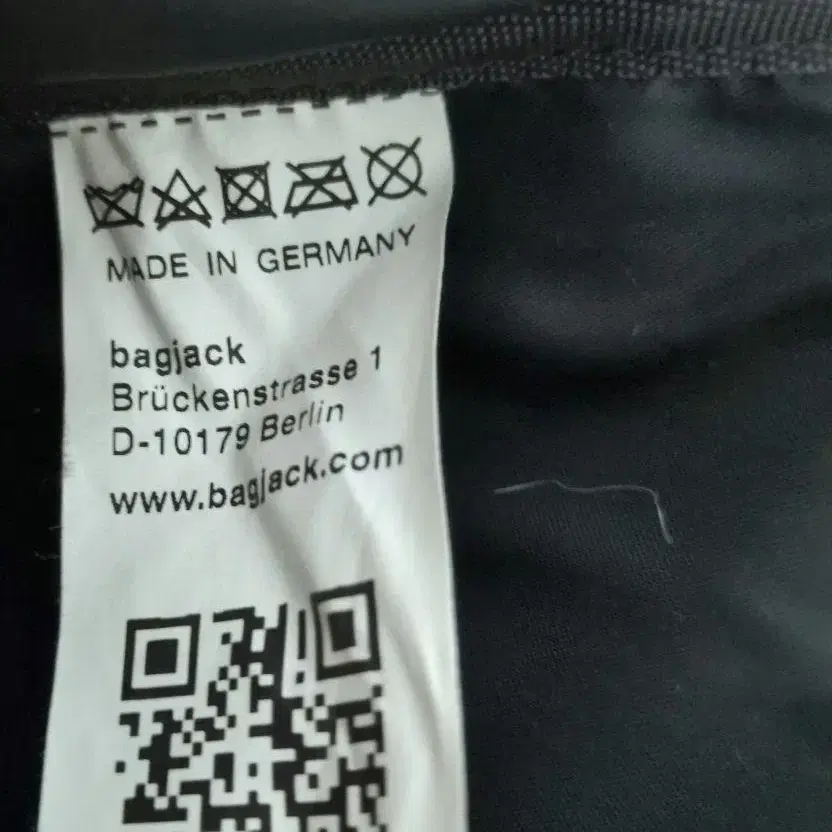 MADE IN GERMANY
bagjack
Brückenstrasse 1
D-10179 Berlin
www.bagjack.com